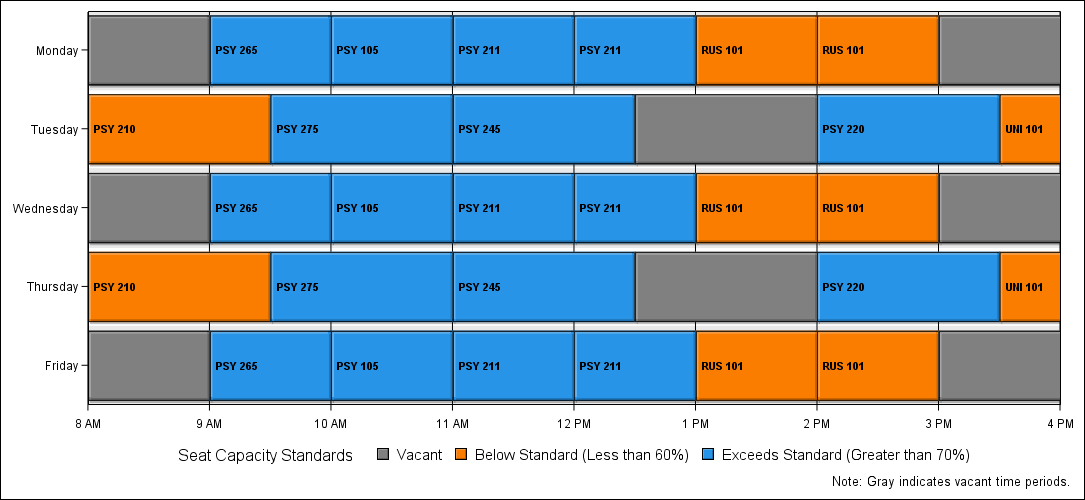 Monday PSY 265 PSY 105 PSY 211 PSY 211 RUS 101 RUS 101
Tuesday PSY 210 PSY 275 PSY 245 PSY 220 UNI 101
Wednesday PSY 265 PSY 105 PSY 211 PSY 211 RUS 101 RUS 101
Thursday PSY 210 PSY 275 PSY 245 PSY 220 UNI 101
Friday PSY 265 PSY 105 PSY 211 PSY 211 RUS 101 RUS 101
8 AM 9 AM 10 AM 11 AM 12 PM 1 PM 2 PM 3 PM 4 PM
Seat Capacity Standards Vacant Below Standard (Less than 60%) Exceeds Standard (Greater than 70%)
Note: Gray indicates vacant time periods.